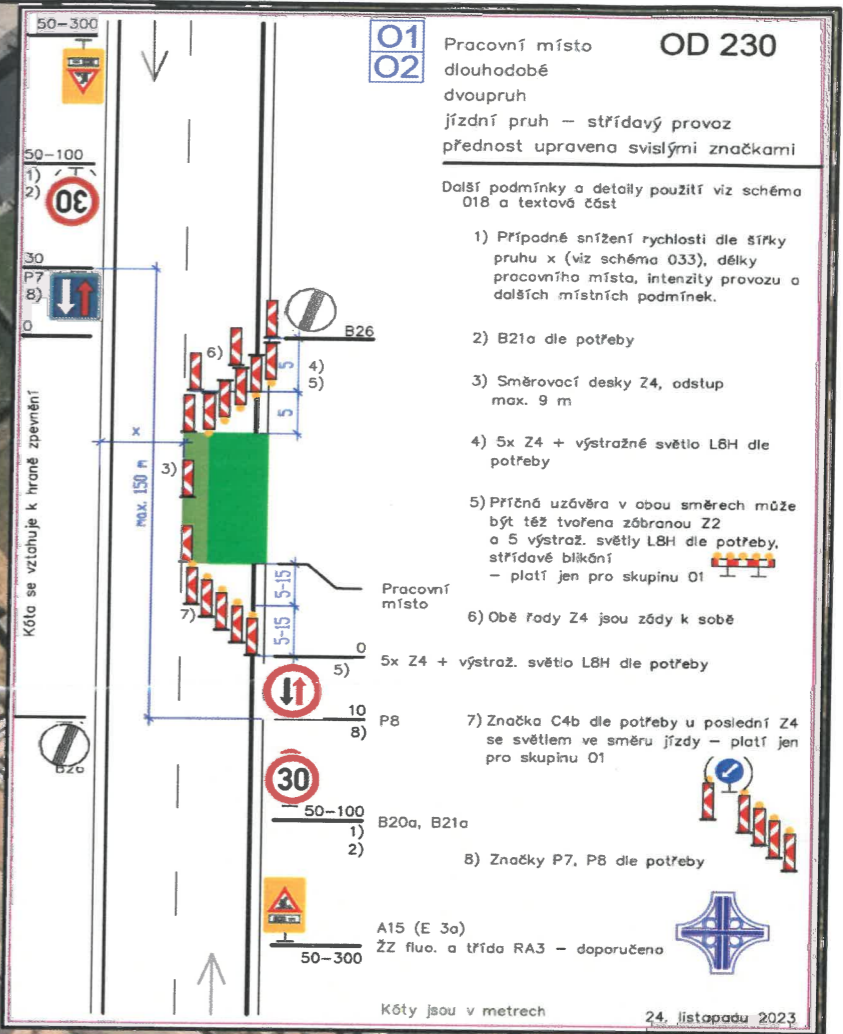 50-300
O1
O2
Pracovní místo
OD 230
dlouhodobé
dvoupruh
jízdní pruh – střídavý provoz
přednost upravena svislými značkami
50-100
1)
2)
30
30
P7
8)
0
Kóta se vztahuje k hraně zpevnění
x
max. 150 m
Další podmínky a detaily použití viz schéma
018 a textová část
1) Případné snížení rychlosti dle šířky
pruhu x (viz schéma 033), délky
pracovního místa, intenzity provozu a
dalších místních podmínek.
B26
6)
5
4)
5)
5
2) B21a dle potřeby
3) Směrovací desky Z4, odstup
max. 9 m
3)
4) 5x Z4 + výstražné světlo L8H dle
potřeby
5) Příčná uzávěra v obou směrech může
být též tvořena zábranou Z2
a 5 výstraž. světly L8H dle potřeby,
střídavé blikání
– platí jen pro skupinu 01
Pracovní
místo
5-15
5-15
7)
6) Obě řady Z4 jsou zády k sobě
0
5)
5x Z4 + výstraž. světlo L8H dle potřeby
10
8)
P8
7) Značka C4b dle potřeby u poslední Z4
se světlem ve směru jízdy – platí jen
pro skupinu 01
B26
30
50-100
1)
2)
B20a, B21a
8) Značky P7, P8 dle potřeby
A15 (E 3a)
ŽZ fluo. a třída RA3 – doporučeno
50-300
Kóty jsou v metrech
24. listopadu 2023